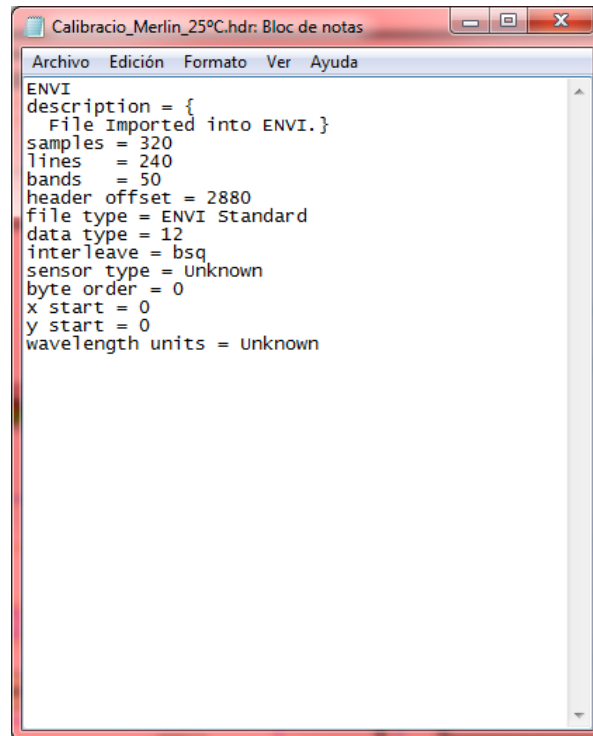 Calibracio_Merlin_25ºC.hdr: Bloc de notas
Archivo Edición Formato Ver Ayuda
ENVI
description = {
  File Imported into ENVI.}
samples = 320
lines   = 240
bands   = 50
header offset = 2880
file type = ENVI Standard
data type = 12
interleave = bsq
sensor type = Unknown
byte order = 0
x start = 0
y start = 0
wavelength units = Unknown